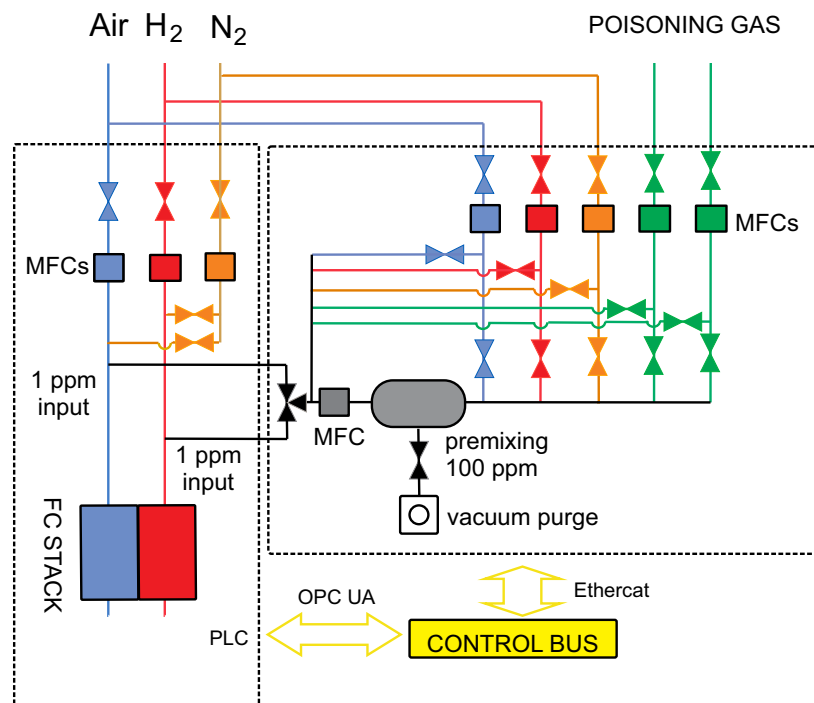 Air H₂ N₂
POISONING GAS
MFCs
MFCs
1 ppm
input
MFC
premixing
100 ppm
1 ppm
input
vacuum purge
FC STACK
OPC UA
Ethercat
PLC
CONTROL BUS